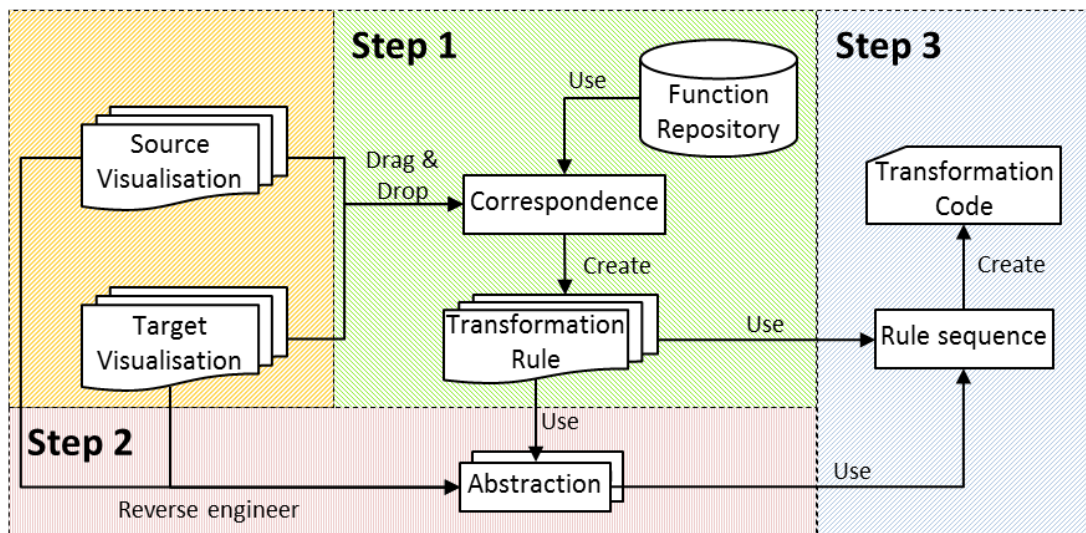 Step 1
Step 3
Use
Function
Repository
Source
Visualisation
Drag &
Drop
Correspondence
Transformation
Code
Create
Create
Target
Visualisation
Transformation
Rule
Use
Rule sequence
Step 2
Use
Abstraction
Use
Reverse engineer